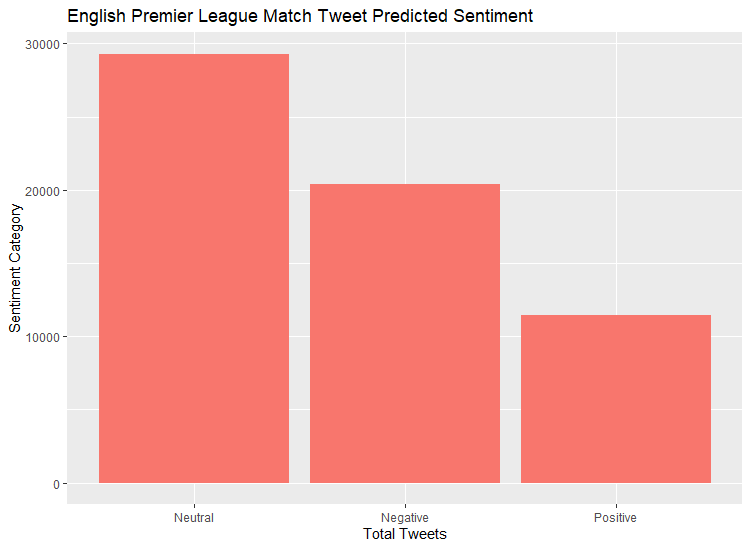 English Premier League Match Tweet Predicted Sentiment
30000
20000
10000
0
Sentiment Category
Neutral Negative Positive
Total Tweets